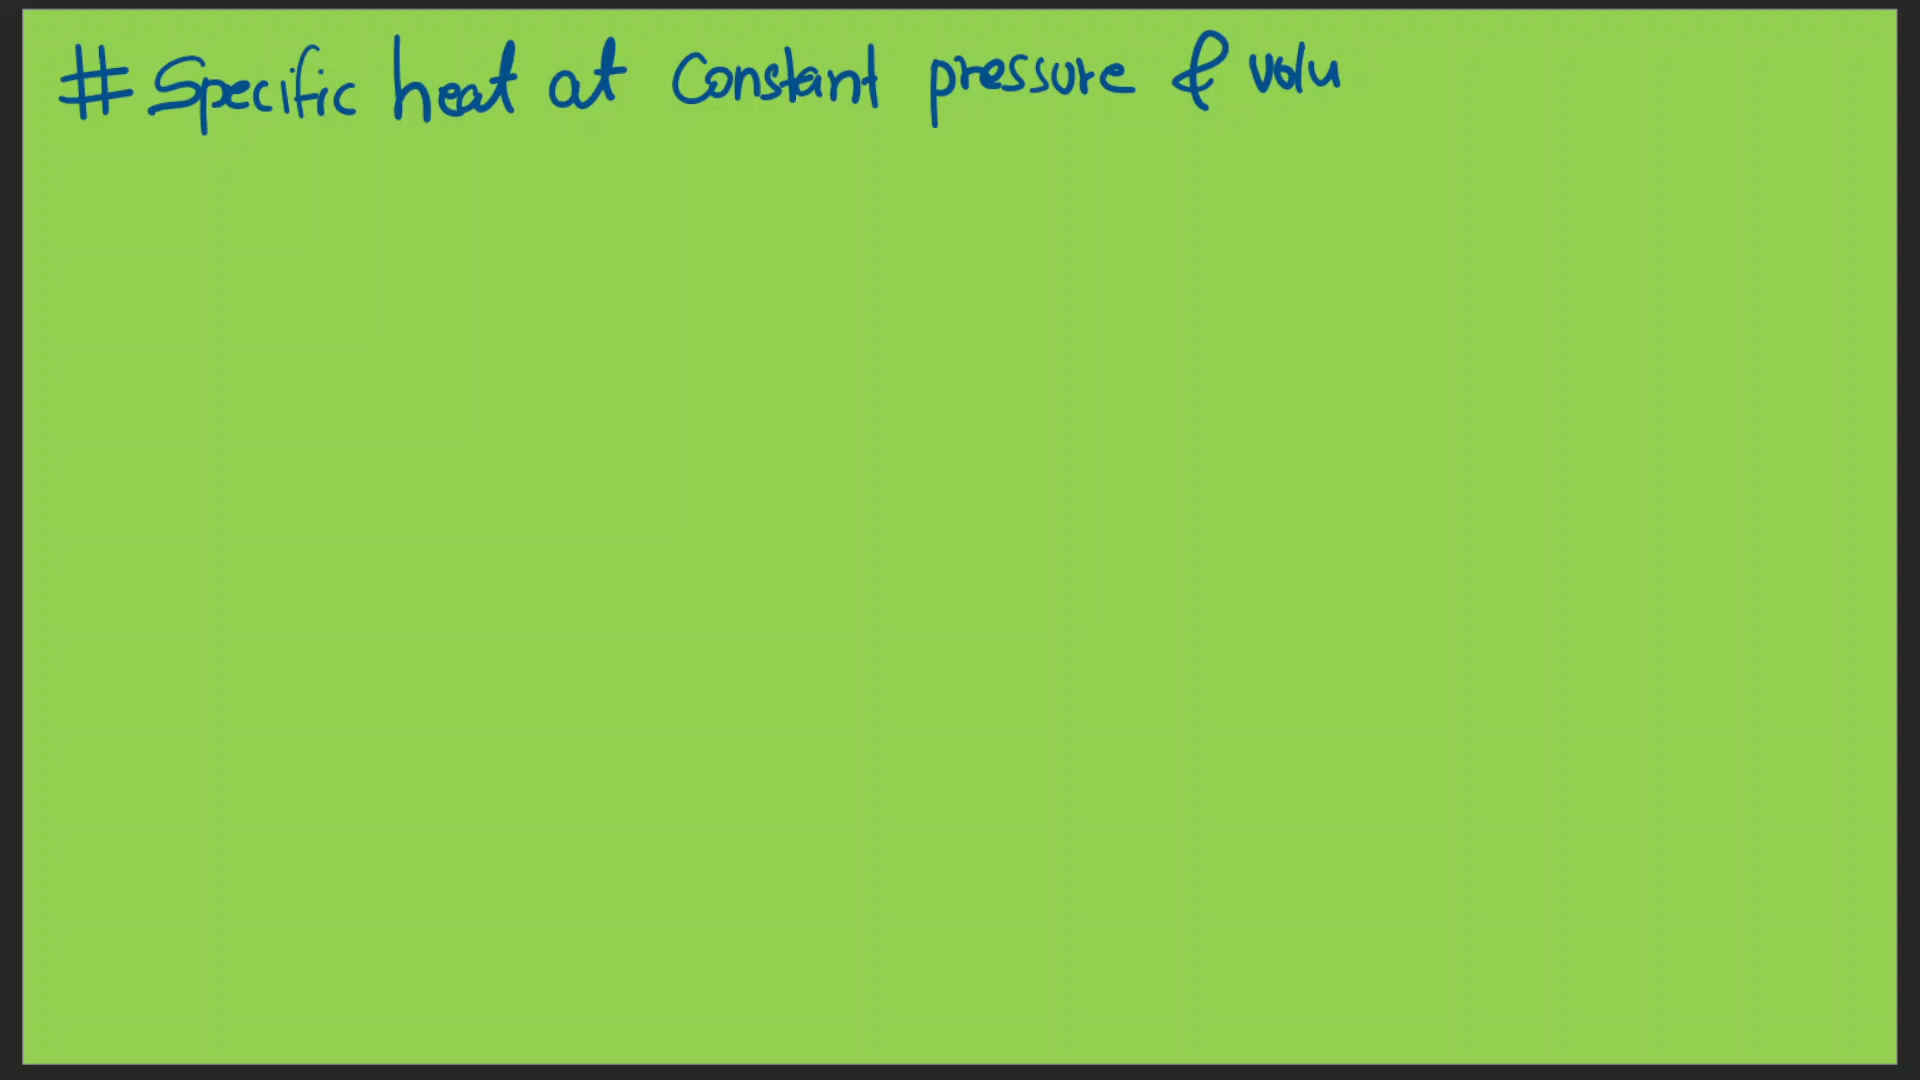 # Specific heat at Constant pressure & volu